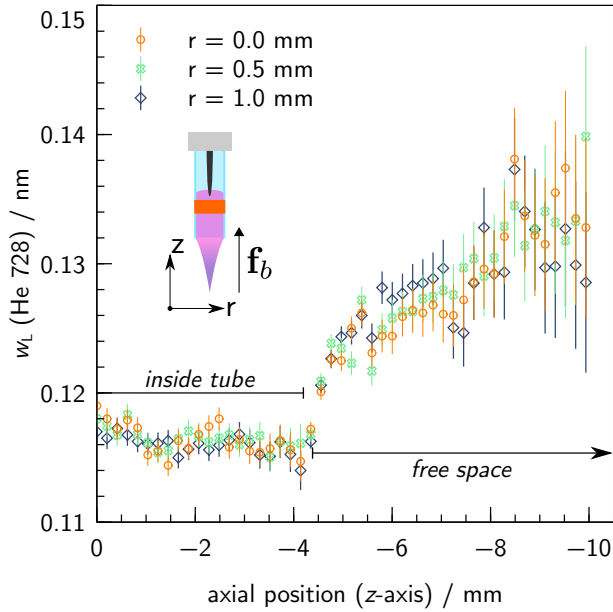 0.15
0.14
0.13
0.12
0.11
w_L (He 728) / nm
r = 0.0 mm
r = 0.5 mm
r = 1.0 mm
z
r
f_b
inside tube
free space
0 −2 −4 −6 −8 −10
axial position (z-axis) / mm